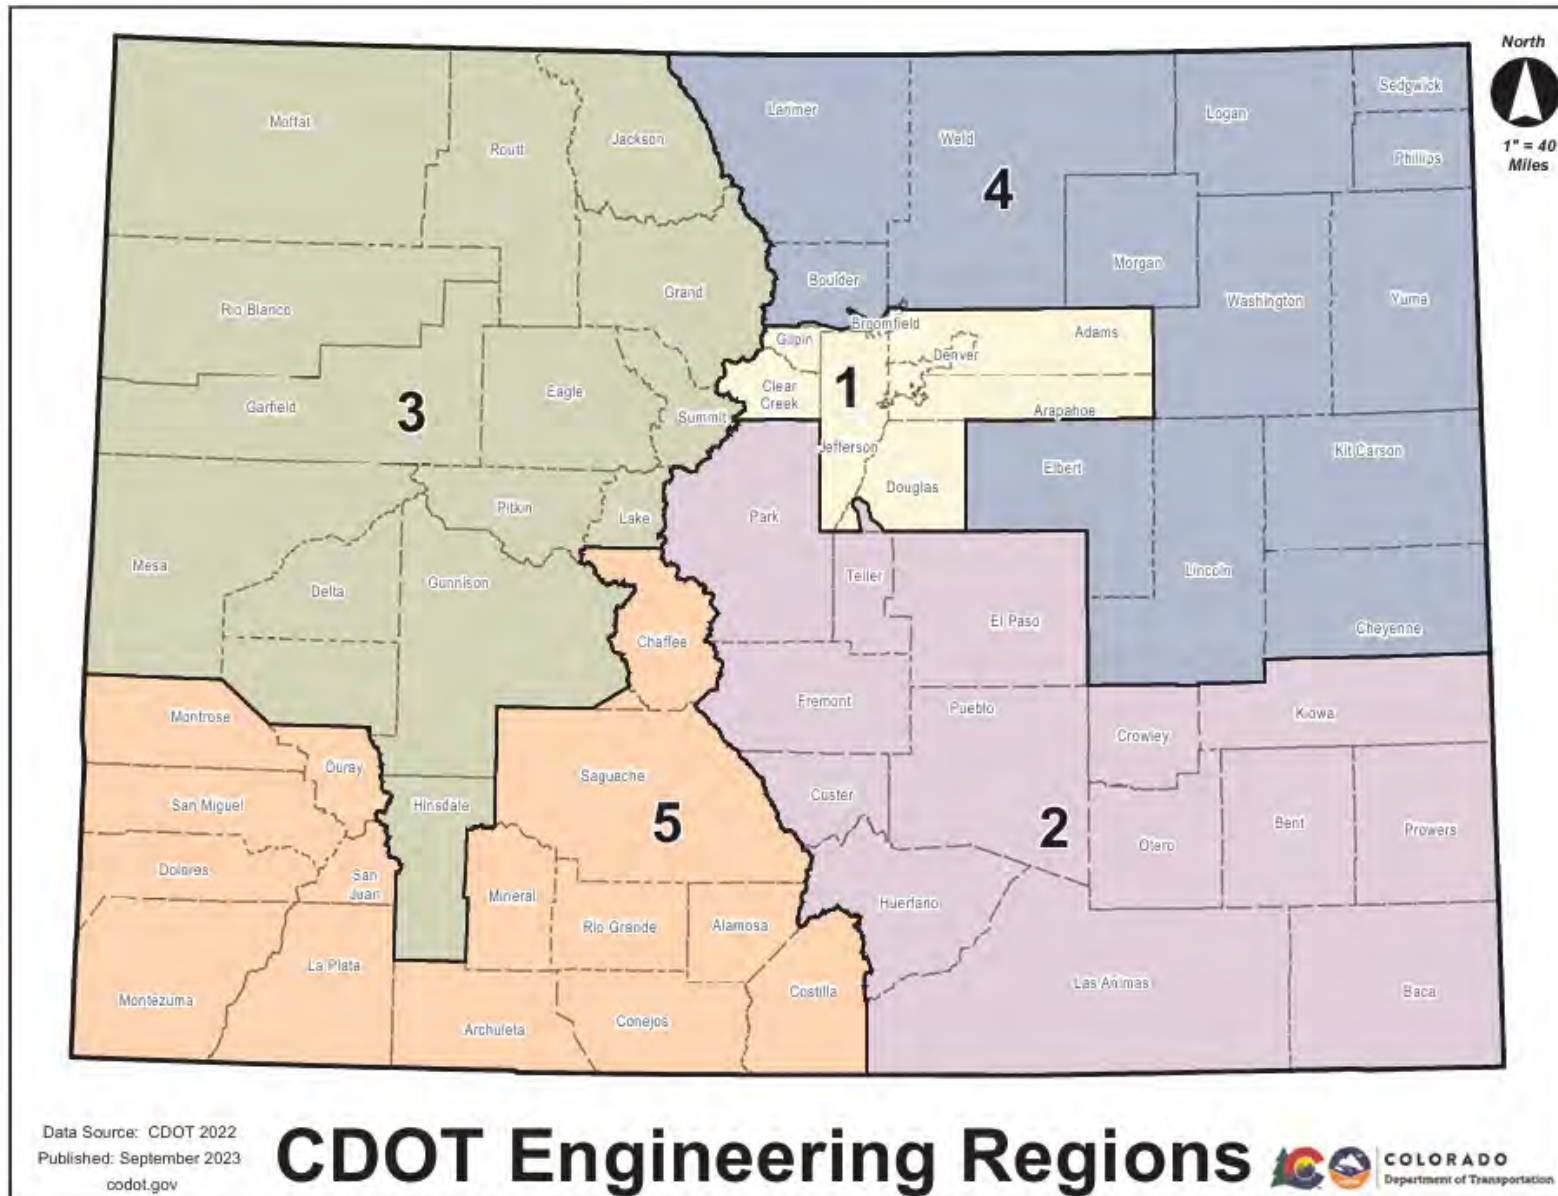 North
1" = 40
Miles
Moffat
Routt
Jackson
Larimer
Weld
Logan
Sedgwick
Phillips
4
Rio Blanco
Grand
Boulder
Morgan
Washington
Yuma
Broomfield
Gilpin
Adams
Denver
Garfield
3
Eagle
Summit
Clear
Creek
1
Arapahoe
Jefferson
Elbert
Kit Carson
Pitkin
Lake
Park
Douglas
Mesa
Delta
Gunnison
Teller
Lincoln
Chaffee
El Paso
Cheyenne
Montrose
Fremont
Pueblo
Crowley
Kiowa
Ouray
San Miguel
Hinsdale
Saguache
5
Custer
2
Otero
Bent
Prowers
Dolores
San
Juan
Mineral
Rio Grande
Alamosa
Huerfano
La Plata
Montezuma
Archuleta
Conejos
Costilla
Las Animas
Baca
Data Source: CDOT 2022
Published: September 2023
codot.gov
CDOT Engineering Regions
COLORADO
Department of Transportation